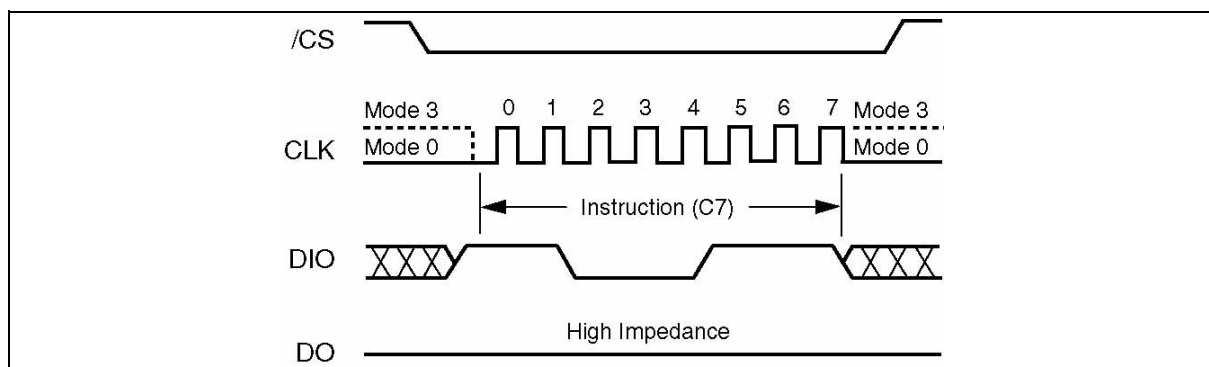 /CS
Mode 3 0 1 2 3 4 5 6 7 Mode 3
CLK Mode 0 Mode 0
Instruction (C7)
DIO
High Impedance
DO